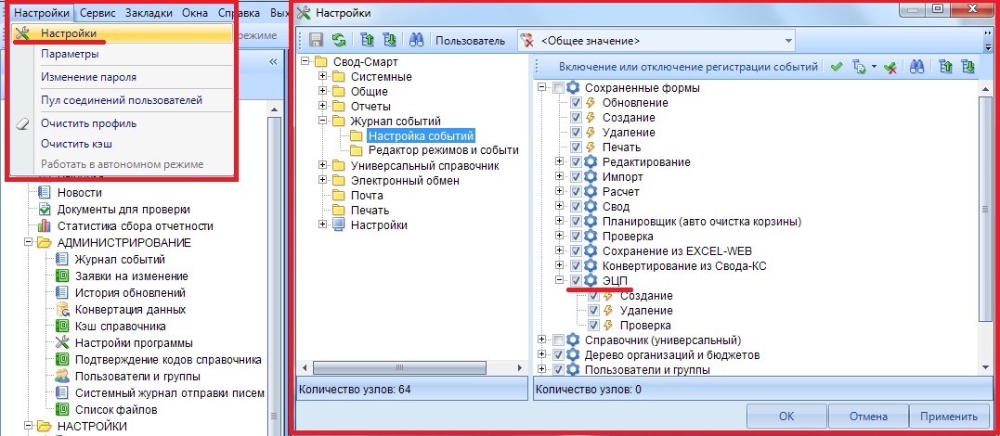 Настройки Сервис Закладки Окна Справка Вых
Настройки
Параметры
Изменение пароля
Пул соединений пользователей
Очистить профиль
Очистить кэш
Работать в автономном режиме
режиме
Новости
Документы для проверки
Статистика сбора отчетности
АДМИНИСТРИРОВАНИЕ
Журнал событий
Заявки на изменение
История обновлений
Конвертация данных
Кэш справочника
Настройки программы
Подтверждение кодов справочника
Пользователи и группы
Системный журнал отправки писем
Список файлов
НАСТРОЙКИ
Настройки
Пользователь <Общее значение>
Свод-Смарт
Системные
Общие
Отчеты
Журнал событий
Настройка событий
Редактор режимов и событи
Универсальный справочник
Электронный обмен
Почта
Печать
Настройки
Количество узлов: 64
Включение или отключение регистрации событий
Сохраненные формы
Обновление
Создание
Удаление
Печать
Редактирование
Импорт
Расчет
Свод
Планировщик (авто очистка корзины)
Проверка
Сохранение из EXCEL-WEB
Конвертирование из Свода-КС
ЭЦП
Создание
Удаление
Проверка
Справочник (универсальный)
Дерево организаций и бюджетов
Пользователи и группы
Количество узлов: 0
ОК Отмена Применить